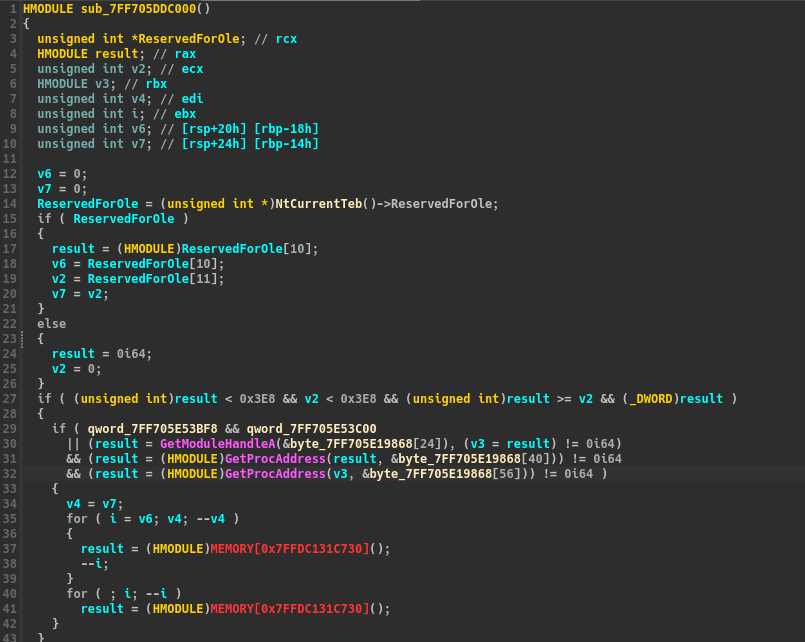 1 HMODULE sub_7FF705DDC000()
2 {
3 unsigned int *ReservedForOle; // rcx
4 HMODULE result; // rax
5 unsigned int v2; // ecx
6 HMODULE v3; // rbx
7 unsigned int v4; // edi
8 unsigned int i; // ebx
9 unsigned int v6; // [rsp+20h] [rbp-18h]
10 unsigned int v7; // [rsp+24h] [rbp-14h]
11
12 v6 = 0;
13 v7 = 0;
14 ReservedForOle = (unsigned int *)NtCurrentTeb()->ReservedForOle;
15 if ( ReservedForOle )
16 {
17 result = (HMODULE)ReservedForOle[10];
18 v6 = ReservedForOle[10];
19 v2 = ReservedForOle[11];
20 v7 = v2;
21 }
22 else
23 {
24 result = 0i64;
25 v2 = 0;
26 }
27 if ( (unsigned int)result < 0x3E8 && v2 < 0x3E8 && (unsigned int)result >= v2 && (_DWORD)result )
28 {
29 if ( qword_7FF705E53BF8 && qword_7FF705E53C00
30 || (result = GetModuleHandleA(&byte_7FF705E19868[24]), (v3 = result) != 0i64)
31 && (result = (HMODULE)GetProcAddress(result, &byte_7FF705E19868[40])) != 0i64
32 && (result = (HMODULE)GetProcAddress(v3, &byte_7FF705E19868[56])) != 0i64 )
33 {
34 v4 = v7;
35 for ( i = v6; v4; --v4 )
36 {
37 result = (HMODULE)MEMORY[0x7FFDC131C730]();
38 --i;
39 }
40 for ( ; i; --i )
41 result = (HMODULE)MEMORY[0x7FFDC131C730]();
42 }
43 }